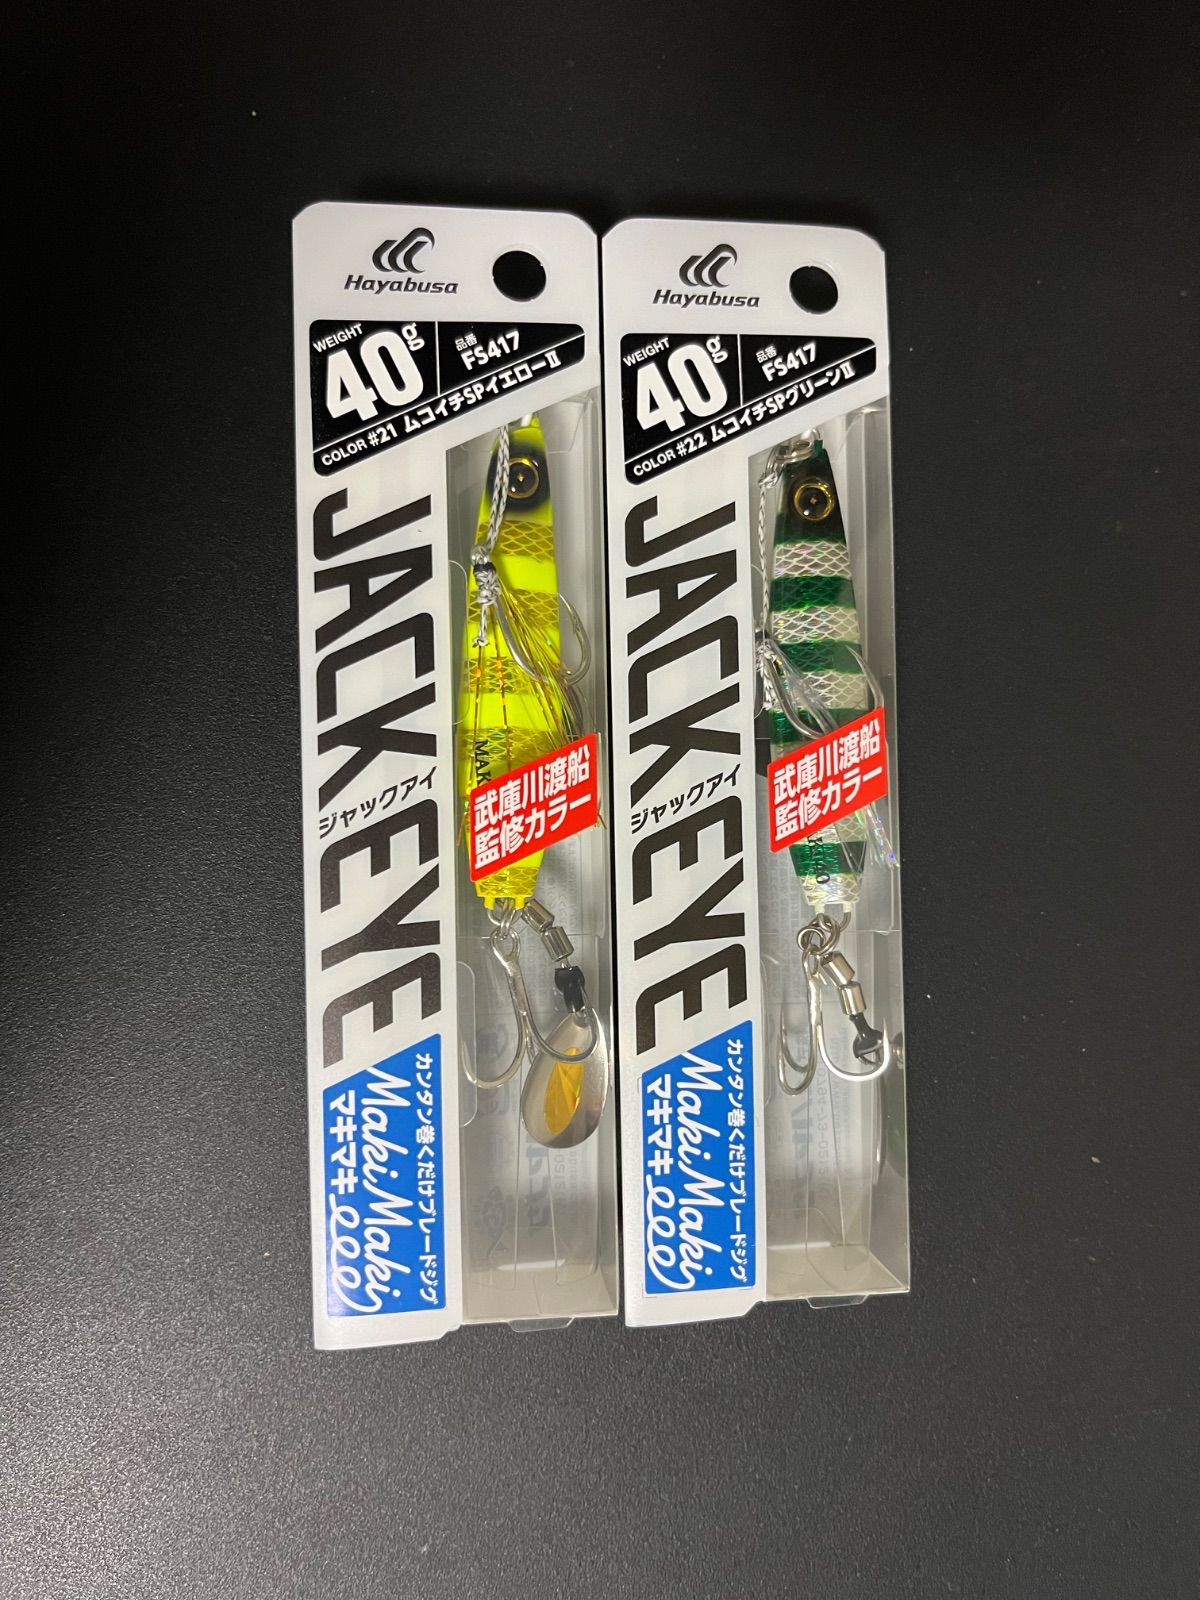 Hayabusa
WEIGHT
40g
品番
FS417
COLOR #21 ムコイチSPイエローII
JACK EYE
ジャックアイ
MAK
武庫川渡船
監修カラー
カンタン巻くだけブレードジグ
MakiMaki
マキマキ
Hayabusa
WEIGHT
40g
品番
FS417
COLOR #22 ムコイチSPグリーンII
JACK EYE
ジャックアイ
武庫川渡船
監修カラー
カンタン巻くだけブレードジグ
MakiMaki
マキマキ